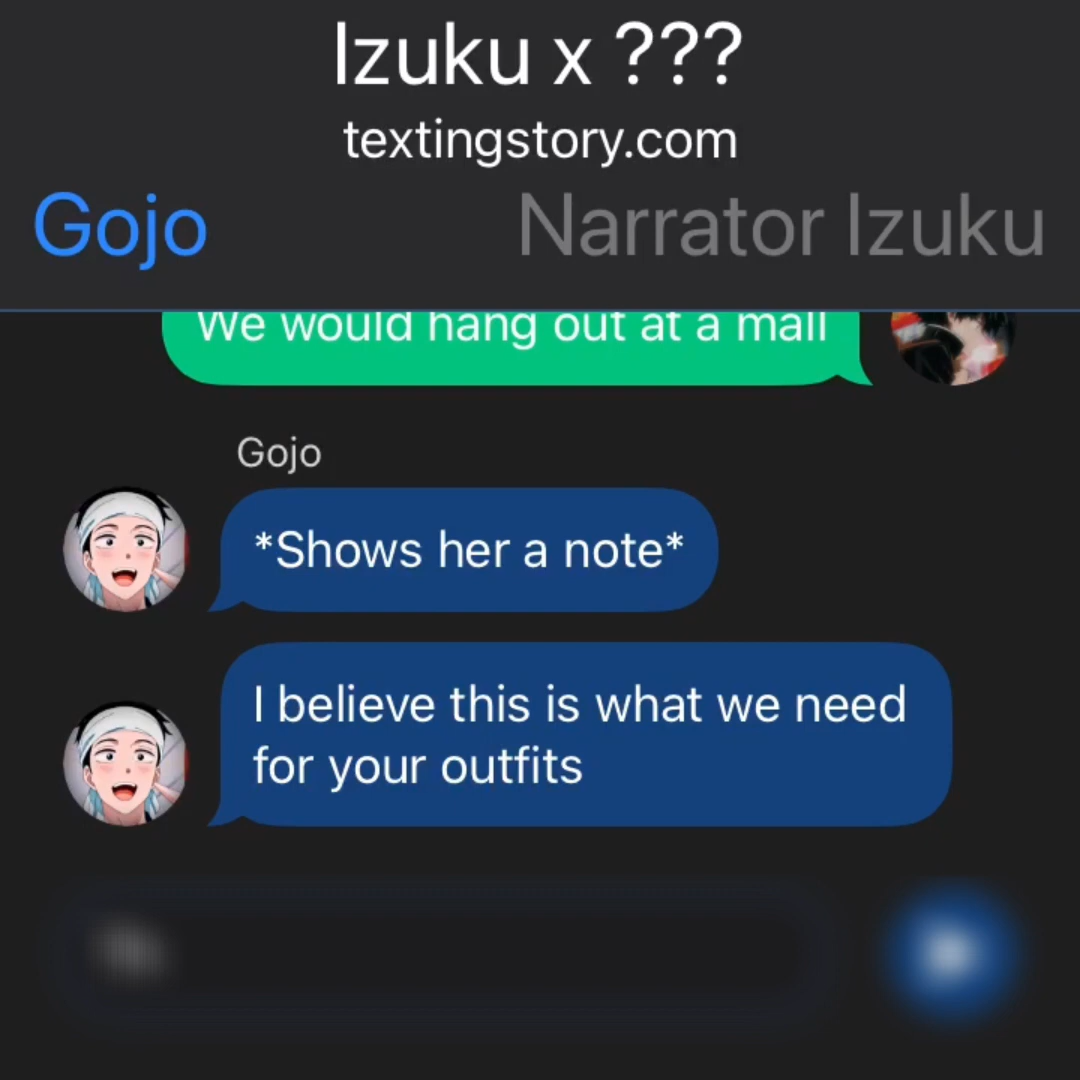 Izuku x ???
textingstory.com
Gojo
Narrator Izuku
We would hang out at a mall
Gojo
*Shows her a note*
I believe this is what we need
for your outfits